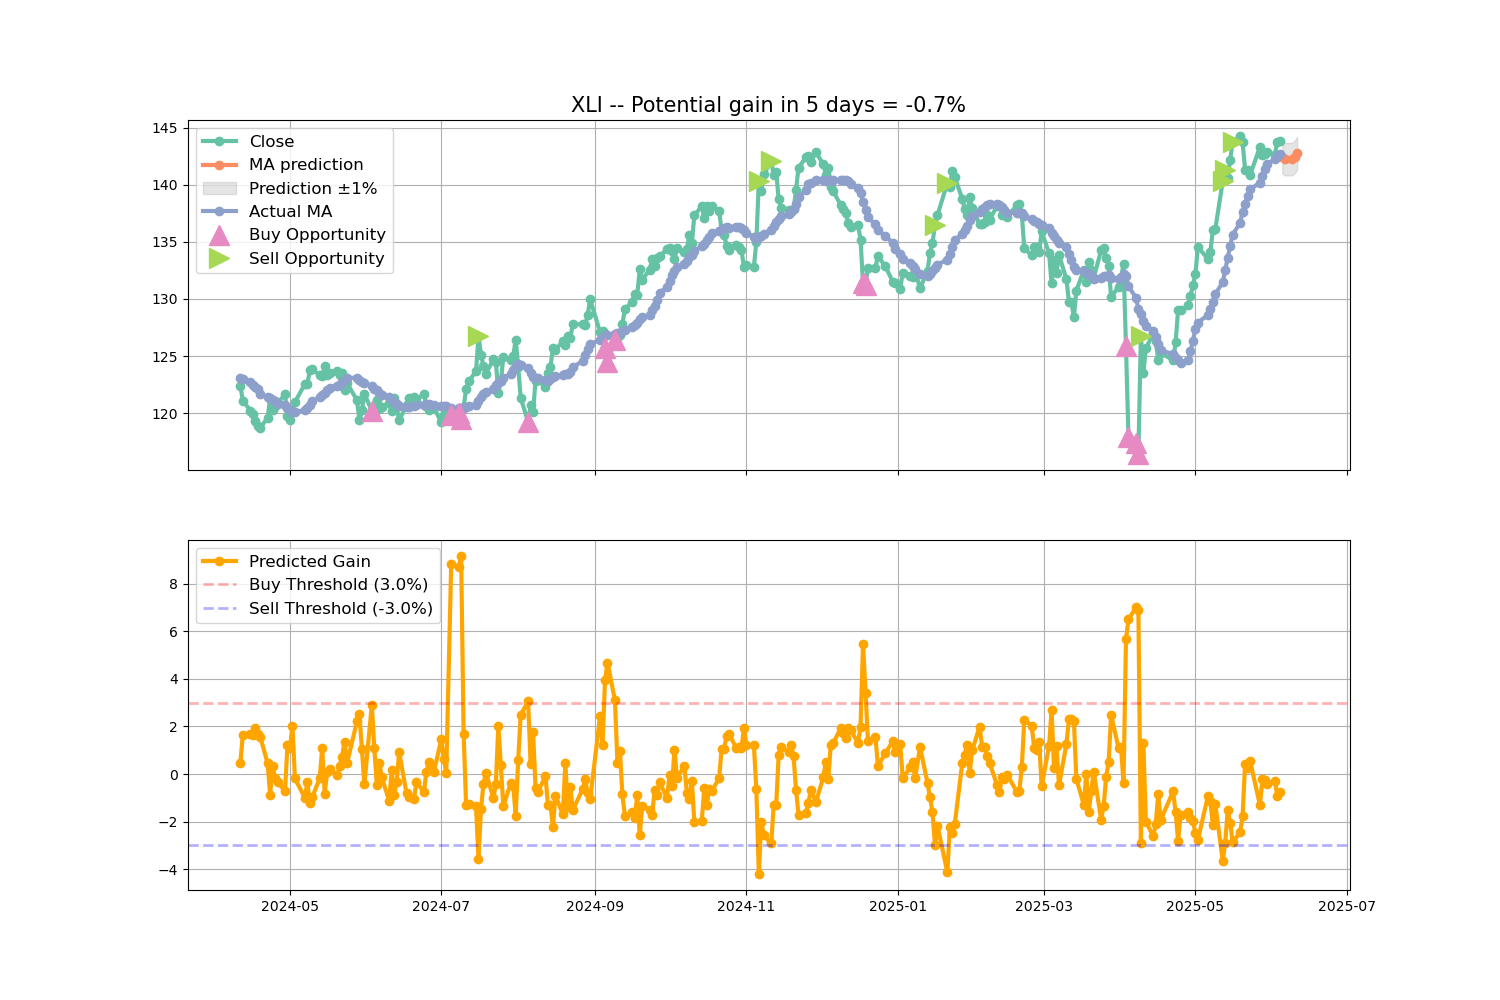 XLI -- Potential gain in 5 days = -0.7%
145
140
135
130
125
120
Close
MA prediction
Prediction ±1%
Actual MA
Buy Opportunity
Sell Opportunity
8
6
4
2
0
−2
−4
Predicted Gain
Buy Threshold (3.0%)
Sell Threshold (-3.0%)
2024-05
2024-07
2024-09
2024-11
2025-01
2025-03
2025-05
2025-07